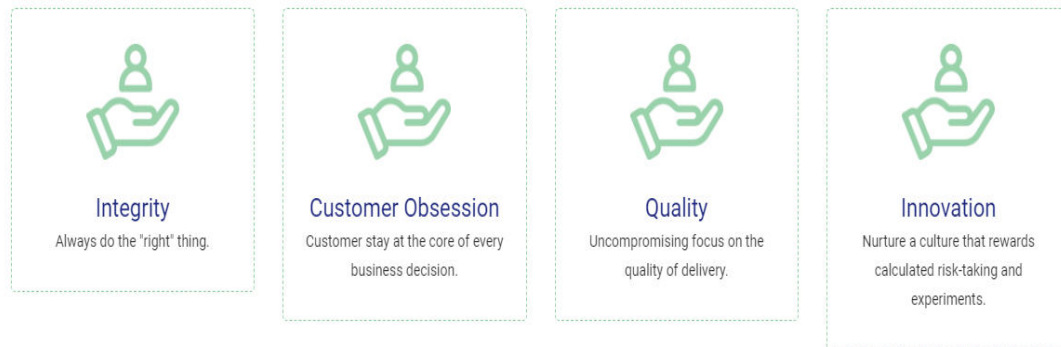 Integrity
Always do the "right" thing.
Customer Obsession
Customer stay at the core of every
business decision.
Quality
Uncompromising focus on the
quality of delivery.
Innovation
Nurture a culture that rewards
calculated risk-taking and
experiments.